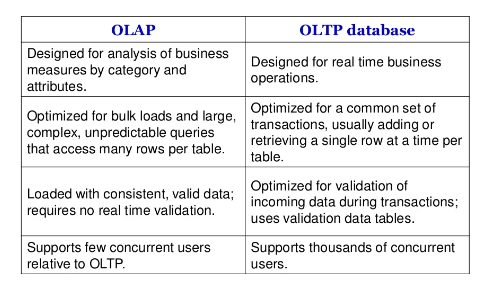 OLAP
OLTP database
Designed for analysis of business
measures by category and
attributes.
Designed for real time business
operations.
Optimized for bulk loads and large,
complex, unpredictable queries
that access many rows per table.
Optimized for a common set of
transactions, usually adding or
retrieving a single row at a time per
table.
Loaded with consistent, valid data;
requires no real time validation.
Optimized for validation of
incoming data during transactions;
uses validation data tables.
Supports few concurrent users
relative to OLTP.
Supports thousands of concurrent
users.